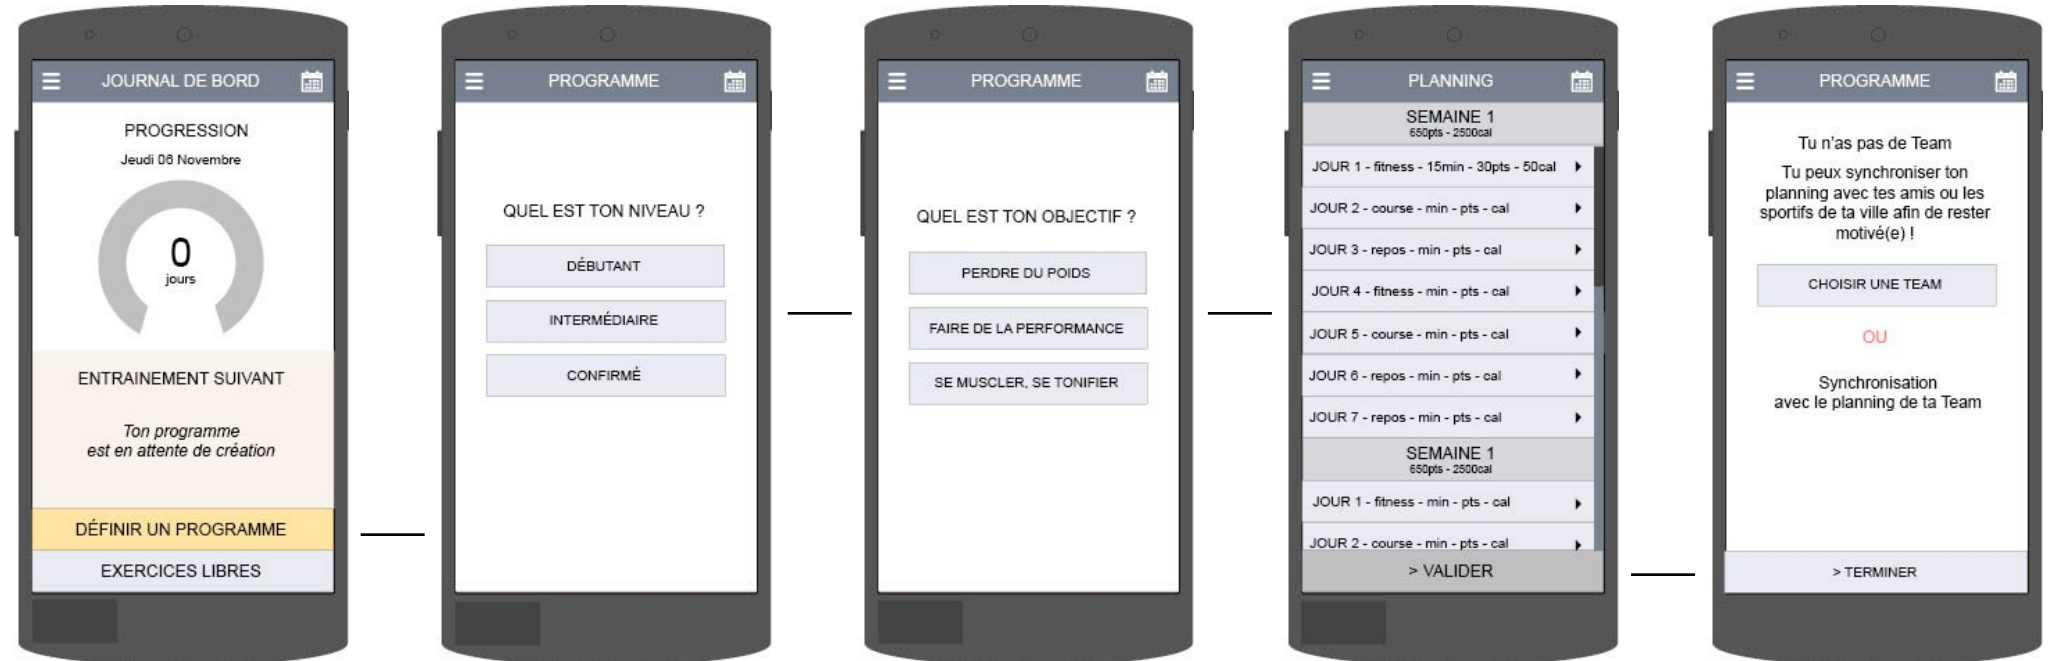 JOURNAL DE BORD
PROGRESSION
Jeudi 06 Novembre
0
jours
ENTRAINEMENT SUIVANT
Ton programme
est en attente de création
DÉFINIR UN PROGRAMME
EXERCICES LIBRES
PROGRAMME
QUEL EST TON NIVEAU ?
DÉBUTANT
INTERMÉDIAIRE
CONFIRMÉ
PROGRAMME
QUEL EST TON OBJECTIF ?
PERDRE DU POIDS
FAIRE DE LA PERFORMANCE
SE MUSCLER, SE TONIFIER
PLANNING
SEMAINE 1
650pts - 2500cal
JOUR 1 - fitness - 15min - 30pts - 50cal
JOUR 2 - course - min - pts - cal
JOUR 3 - repos - min - pts - cal
JOUR 4 - fitness - min - pts - cal
JOUR 5 - course - min - pts - cal
JOUR 6 - repos - min - pts - cal
JOUR 7 - repos - min - pts - cal
SEMAINE 1
650pts - 2500cal
JOUR 1 - fitness - min - pts - cal
JOUR 2 - course - min - pts - cal
> VALIDER
PROGRAMME
Tu n'as pas de Team
Tu peux synchroniser ton
planning avec tes amis ou les
sportifs de ta ville afin de rester
motivé(e) !
CHOISIR UNE TEAM
OU
Synchronisation
avec le planning de ta Team
> TERMINER